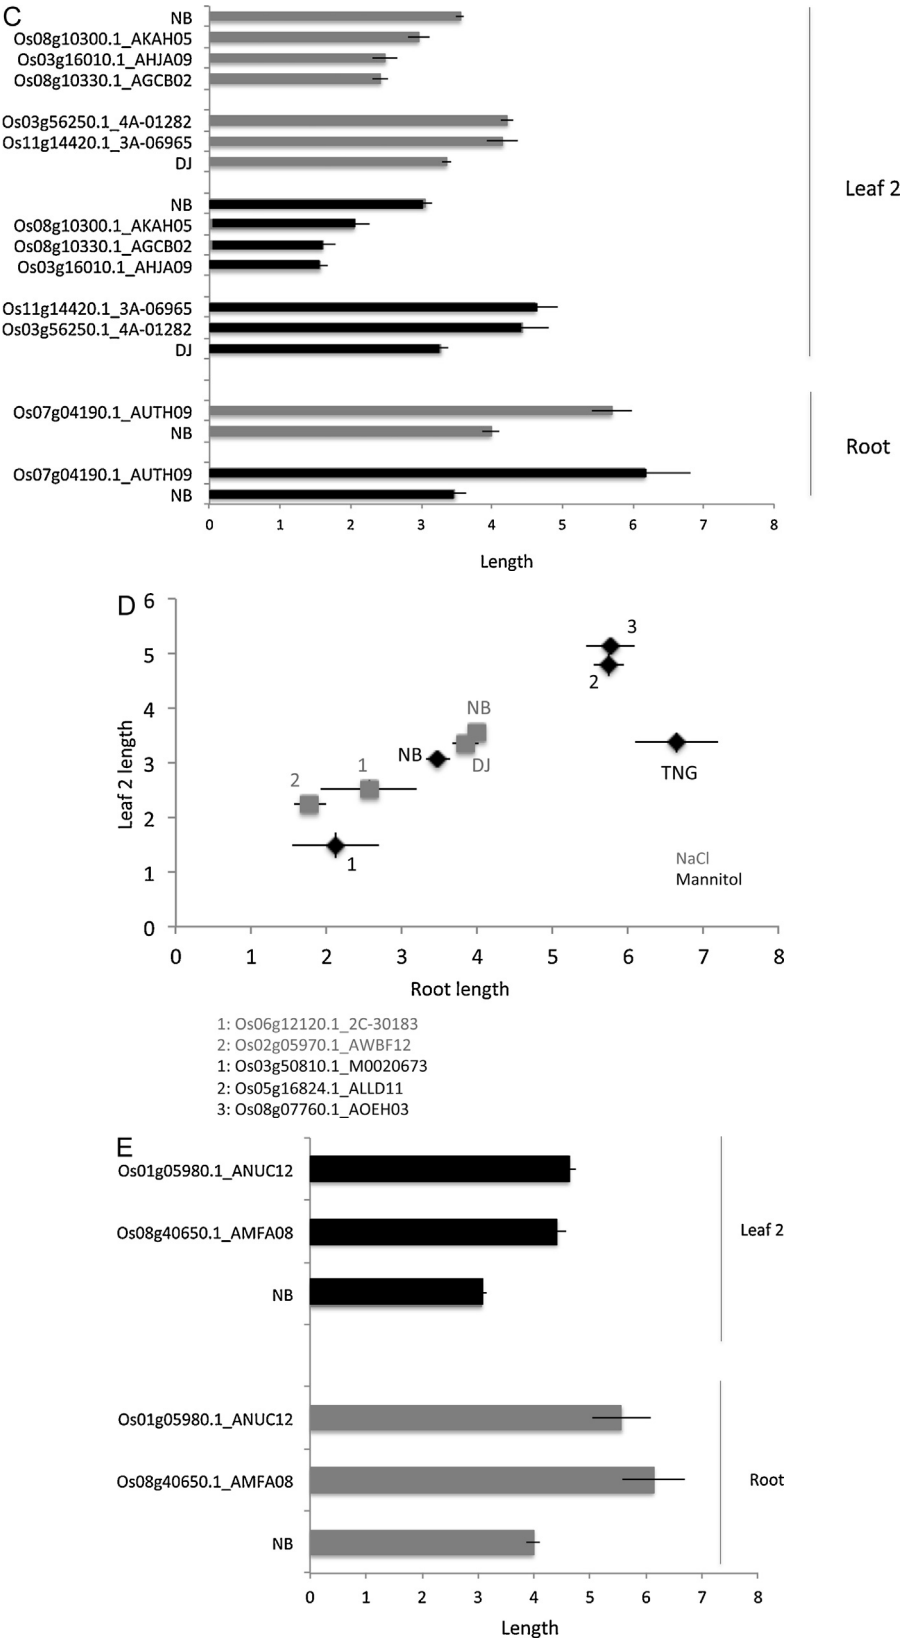 C
NB
Os08g10300.1_AKAH05
Os03g16010.1_AHJA09
Os08g10330.1_AGCB02
Os03g56250.1_4A-01282
Os11g14420.1_3A-06965
DJ
Leaf 2
NB
Os08g10300.1_AKAH05
Os08g10330.1_AGCB02
Os03g16010.1_AHJA09
Os11g14420.1_3A-06965
Os03g56250.1_4A-01282
DJ
Os07g04190.1_AUTH09
NB
Root
Os07g04190.1_AUTH09
NB
0 1 2 3 4 5 6 7 8
Length
D
6
5
4
3
2
1
0
Leaf 2 length
3
2
NB
NB
DJ
1
2
TNG
1
NaCl
Mannitol
0 1 2 3 4 5 6 7 8
Root length
1: Os06g12120.1_2C-30183
2: Os02g05970.1_AWBF12
1: Os03g50810.1_M0020673
2: Os05g16824.1_ALLD11
3: Os08g07760.1_AOEH03
E
Os01g05980.1_ANUC12
Os08g40650.1_AMFA08
Leaf 2
NB
Os01g05980.1_ANUC12
Os08g40650.1_AMFA08
Root
NB
0 1 2 3 4 5 6 7 8
Length